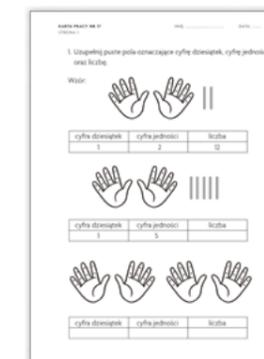 KARTA PRACY NR 17
STRONA 1
IMIĘ
DATA
1. Uzupełnij puste pola oznaczające cyfrę dziesiątek, cyfrę jedności
oraz liczbę.
Wzór:
cyfra dziesiątek cyfra jedności liczba
1 2 12
cyfra dziesiątek cyfra jedności liczba
1 5
cyfra dziesiątek cyfra jedności liczba